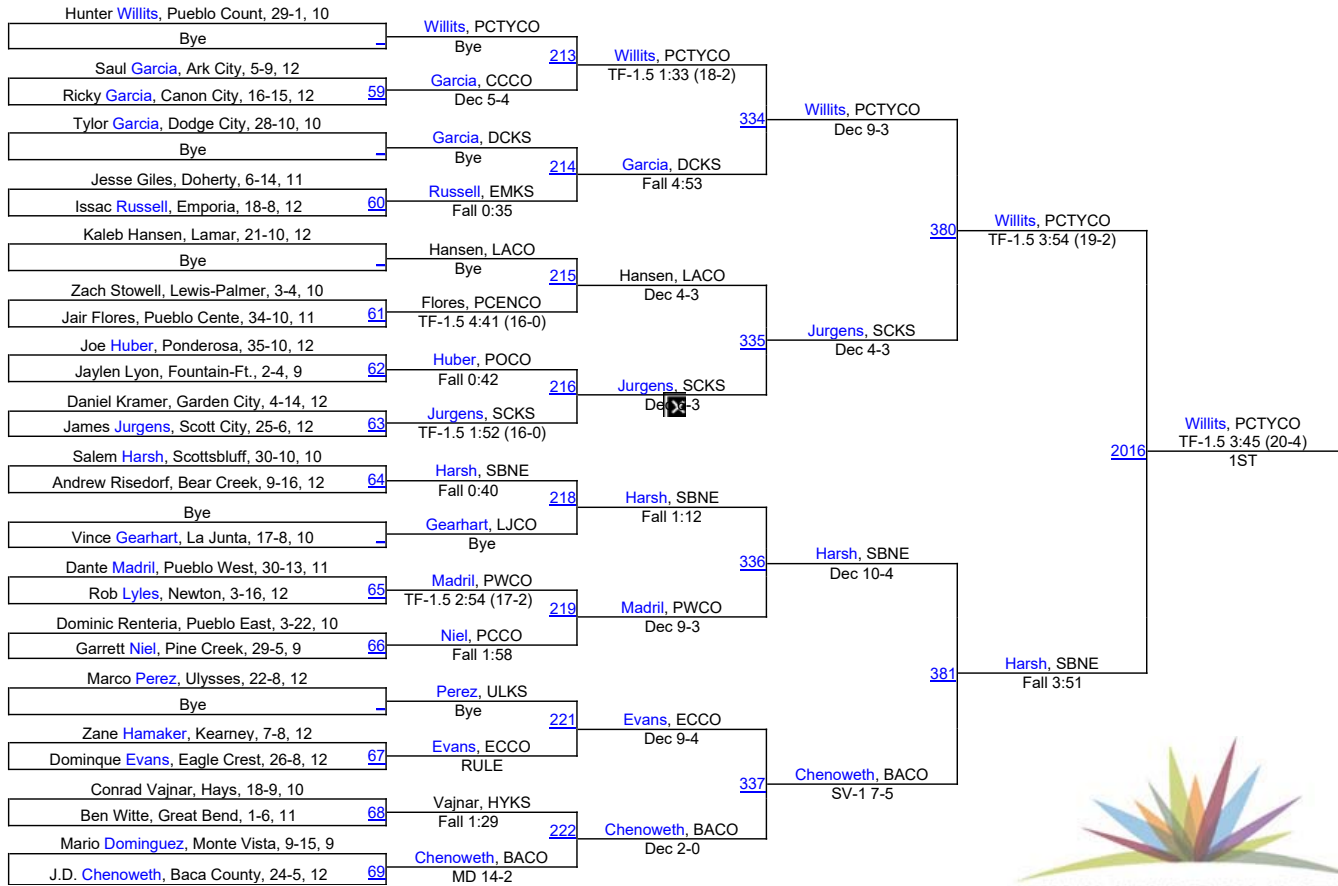 Hunter Willits, Pueblo Count, 29-1, 10
Bye
Saul Garcia, Ark City, 5-9, 12
Ricky Garcia, Canon City, 16-15, 12
59
Tylor Garcia, Dodge City, 28-10, 10
Bye
Jesse Giles, Doherty, 6-14, 11
Issac Russell, Emporia, 18-8, 12
60
Kaleb Hansen, Lamar, 21-10, 12
Bye
Zach Stowell, Lewis-Palmer, 3-4, 10
Jair Flores, Pueblo Cente, 34-10, 11
61
Joe Huber, Ponderosa, 35-10, 12
Jaylen Lyon, Fountain-Ft., 2-4, 9
62
Daniel Kramer, Garden City, 4-14, 12
James Jurgens, Scott City, 25-6, 12
63
Salem Harsh, Scottsbluff, 30-10, 10
Andrew Risedorf, Bear Creek, 9-16, 12
64
Bye
Vince Gearhart, La Junta, 17-8, 10
Dante Madril, Pueblo West, 30-13, 11
Rob Lyles, Newton, 3-16, 12
65
Dominic Renteria, Pueblo East, 3-22, 10
Garrett Niel, Pine Creek, 29-5, 9
66
Marco Perez, Ulysses, 22-8, 12
Bye
Zane Hamaker, Kearney, 7-8, 12
Dominque Evans, Eagle Crest, 26-8, 12
67
Conrad Vajnar, Hays, 18-9, 10
Ben Witte, Great Bend, 1-6, 11
68
Mario Dominguez, Monte Vista, 9-15, 9
J.D. Chenoweth, Baca County, 24-5, 12
69
Willits, PCTYCO
Bye
213
Garcia, CCCO
Dec 5-4
Garcia, DCKS
Bye
214
Russell, EMKS
Fall 0:35
Hansen, LACO
Bye
215
Flores, PCENCO
TF-1.5 4:41 (16-0)
Huber, POCO
Fall 0:42
216
Jurgens, SCKS
TF-1.5 1:52 (16-0)
Harsh, SBNE
Fall 0:40
218
Gearhart, LJCO
Bye
Madril, PWCO
TF-1.5 2:54 (17-2)
219
Niel, PCCO
Fall 1:58
Perez, ULKS
Bye
221
Evans, ECCO
RULE
Vajnar, HYKS
Fall 1:29
222
Chenoweth, BACO
MD 14-2
Willits, PCTYCO
TF-1.5 1:33 (18-2)
334
Garcia, DCKS
Fall 4:53
Hansen, LACO
Dec 4-3
335
Jurgens, SCKS
-3
Harsh, SBNE
Fall 1:12
336
Madril, PWCO
Dec 9-3
Evans, ECCO
Dec 9-4
337
Chenoweth, BACO
Dec 2-0
Willits, PCTYCO
Dec 9-3
380
Jurgens, SCKS
Dec 4-3
Harsh, SBNE
Dec 10-4
381
Chenoweth, BACO
SV-1 7-5
Willits, PCTYCO
TF-1.5 3:54 (19-2)
2016
Harsh, SBNE
Fall 3:51
Willits, PCTYCO
TF-1.5 3:45 (20-4)
1ST